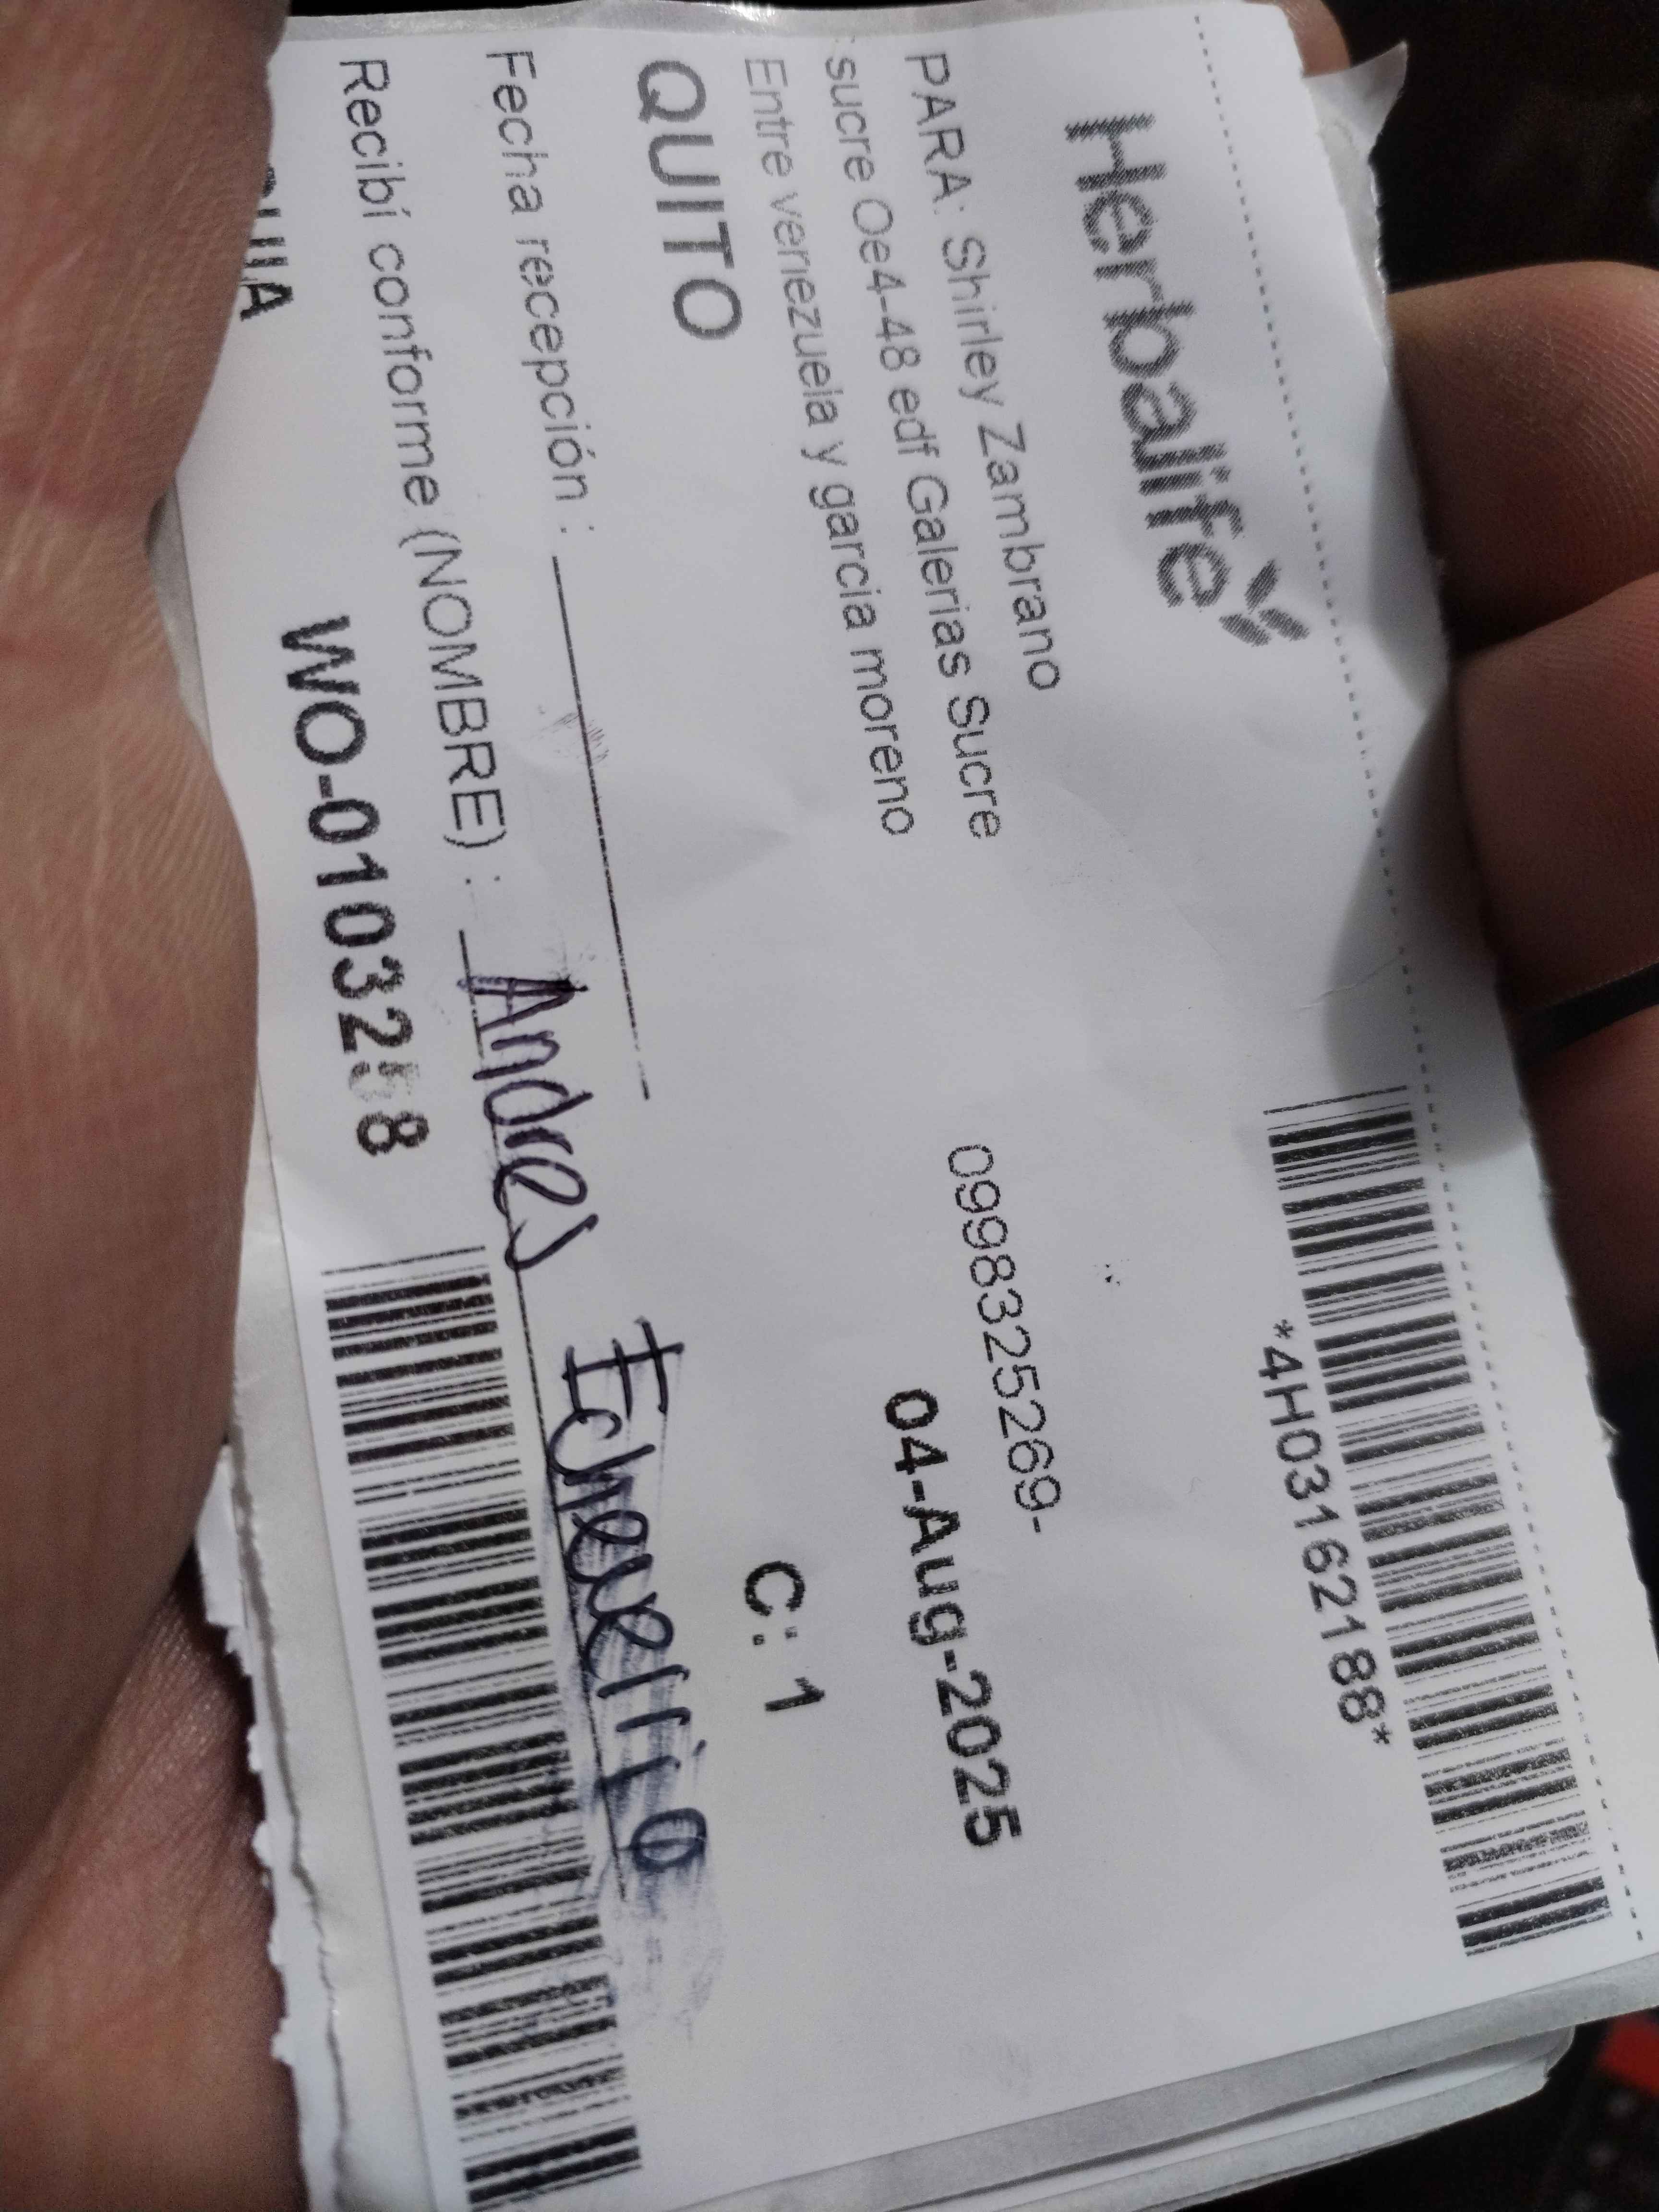 Herbalife
*4H03162188*
PARA: Shirley Zambrano
0998325269-
sucre Oe4-48 edf Galerias Sucre
04-Aug-2025
Entre venezuela y garcia moreno
QUITO
C: 1
Fecha recepción :
Recibí conforme (NOMBRE) : Andres Echeverria